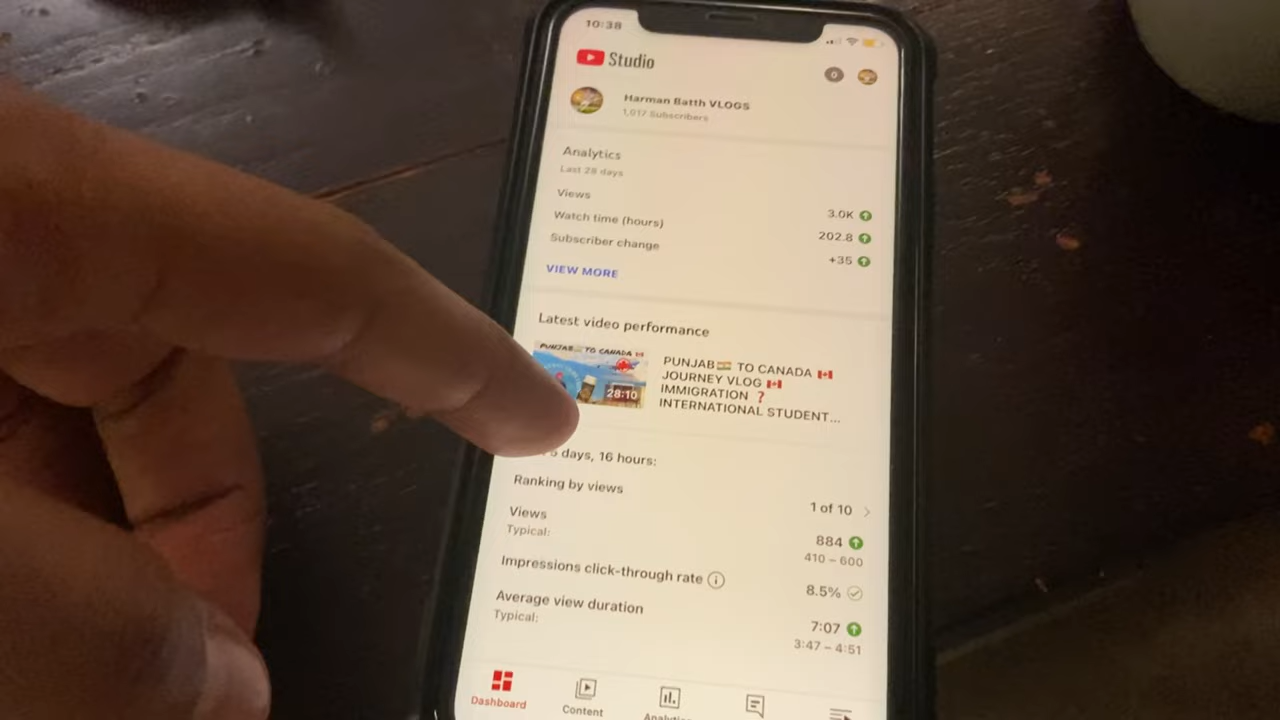 10:38
Studio
0
Harman Batth VLOGS
1,017 Subscribers
Analytics
Last 28 days
Views 3.0K
Watch time (hours) 202.8
Subscriber change +35
VIEW MORE
Latest video performance
PUNJAB🇮🇳 TO CANADA 🇨🇦
28:10
PUNJAB🇮🇳 TO CANADA 🇨🇦
JOURNEY VLOG 🇨🇦
IMMIGRATION ❓
INTERNATIONAL STUDENT...
days, 16 hours:
Ranking by views 1 of 10
Views 884
Typical: 410 – 600
Impressions click-through rate 8.5%
Average view duration 7:07
Typical: 3:47 – 4:51
Dashboard
Content